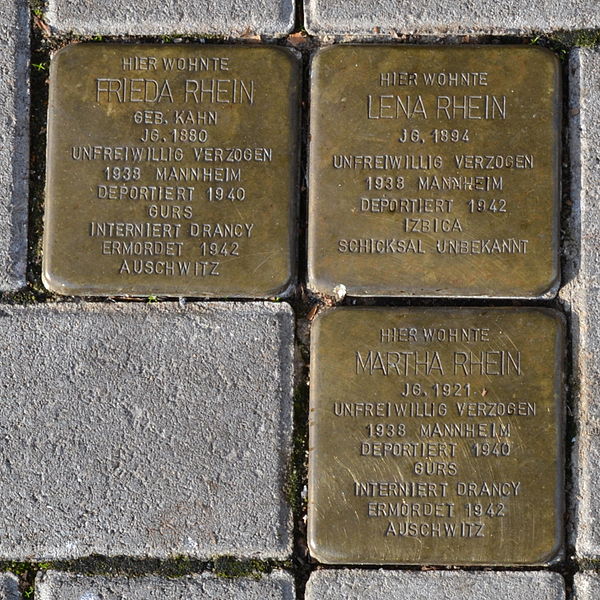 HIER WOHNTE
FRIEDA RHEIN
GEB. KAHN
JG. 1880
UNFREIWILLIG VERZOGEN
1938 MANNHEIM
DEPORTIERT 1940
GURS
INTERNIERT DRANCY
ERMORDET 1942
AUSCHWITZ
HIER WOHNTE
LENA RHEIN
JG. 1894
UNFREIWILLIG VERZOGEN
1938 MANNHEIM
DEPORTIERT 1942
IZBICA
SCHICKSAL UNBEKANNT
HIER WOHNTE
MARTHA RHEIN
JG. 1921
UNFREIWILLIG VERZOGEN
1938 MANNHEIM
DEPORTIERT 1940
GURS
INTERNIERT DRANCY
ERMORDET 1942
AUSCHWITZ